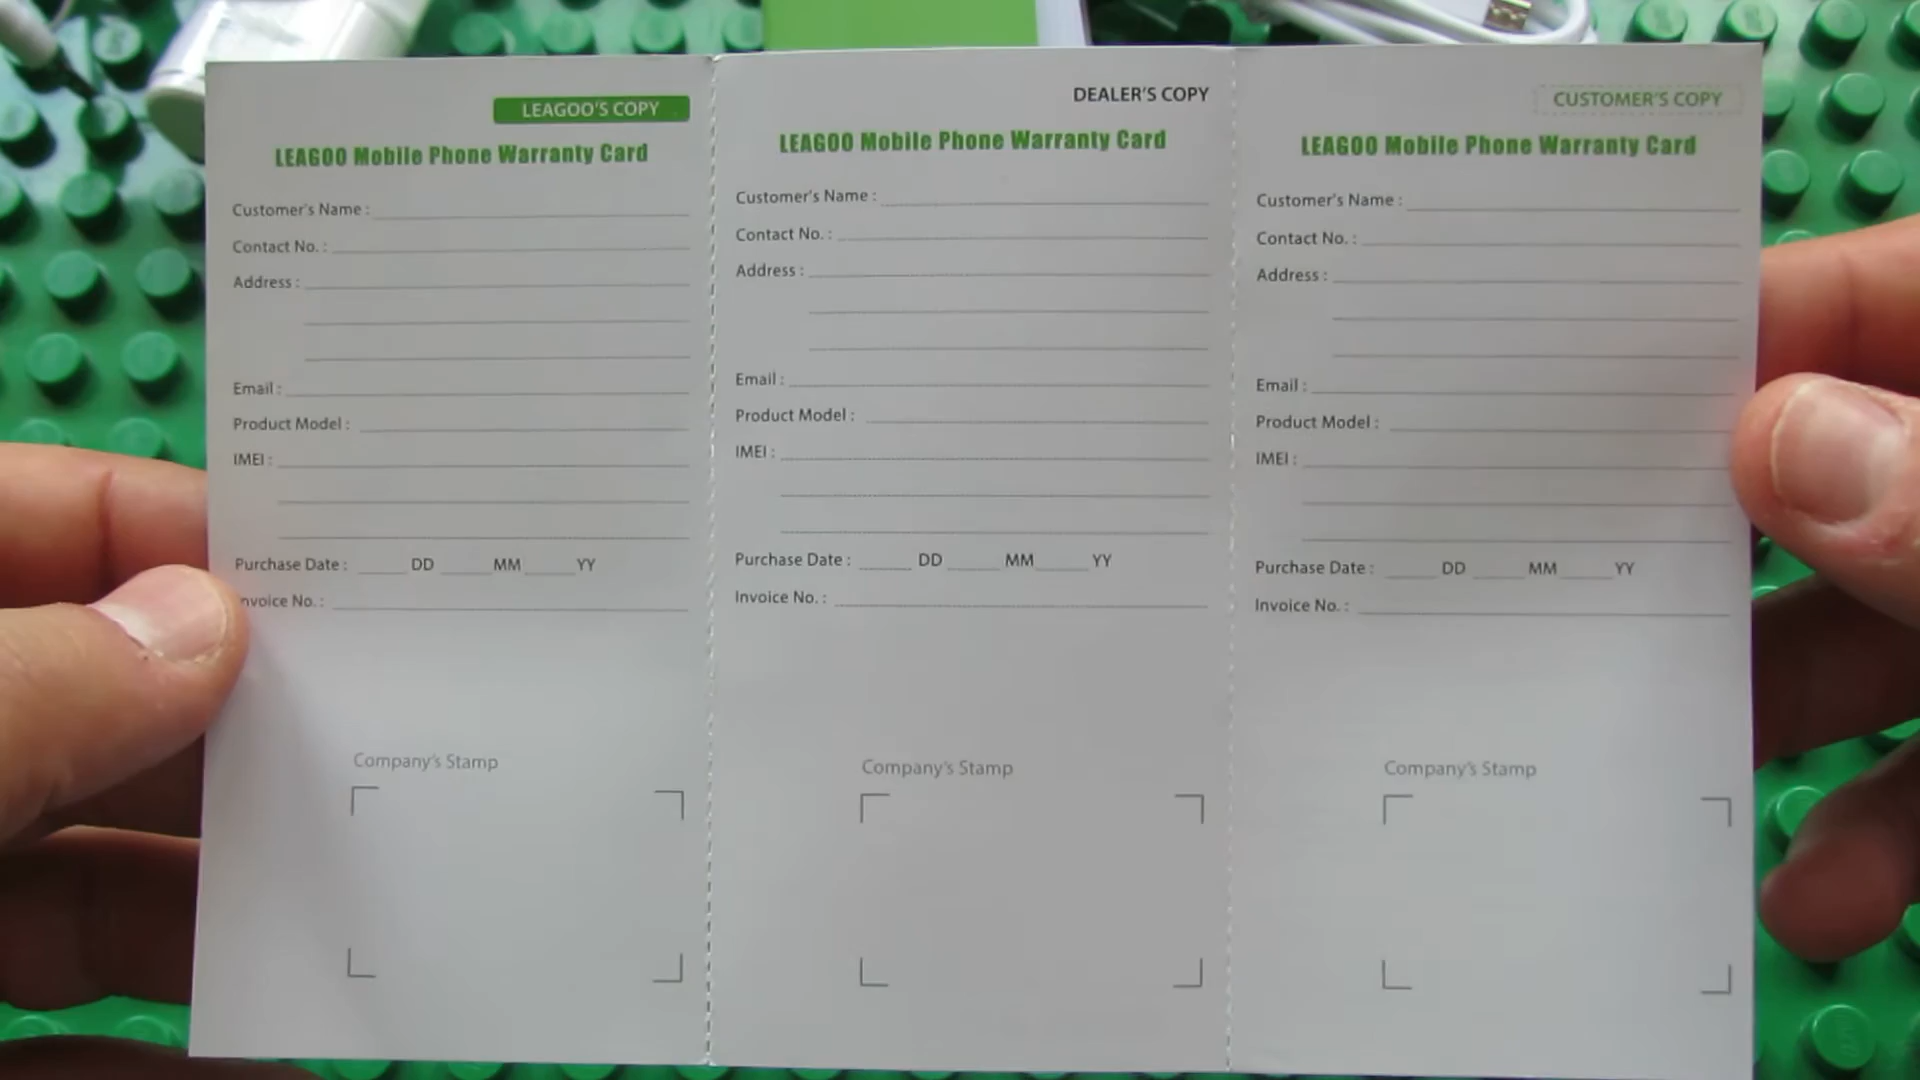 LEAGOO'S COPY
LEAGOO Mobile Phone Warranty Card
Customer's Name :
Contact No. :
Address :
Email :
Product Model :
IMEI :
Purchase Date : DD MM YY
nvoice No. :
Company's Stamp
DEALER'S COPY
LEAGOO Mobile Phone Warranty Card
Customer's Name :
Contact No. :
Address :
Email :
Product Model :
IMEI :
Purchase Date : DD MM YY
Invoice No. :
Company's Stamp
CUSTOMER'S COPY
LEAGOO Mobile Phone Warranty Card
Customer's Name :
Contact No. :
Address :
Email :
Product Model :
IMEI :
Purchase Date : DD MM YY
Invoice No. :
Company's Stamp